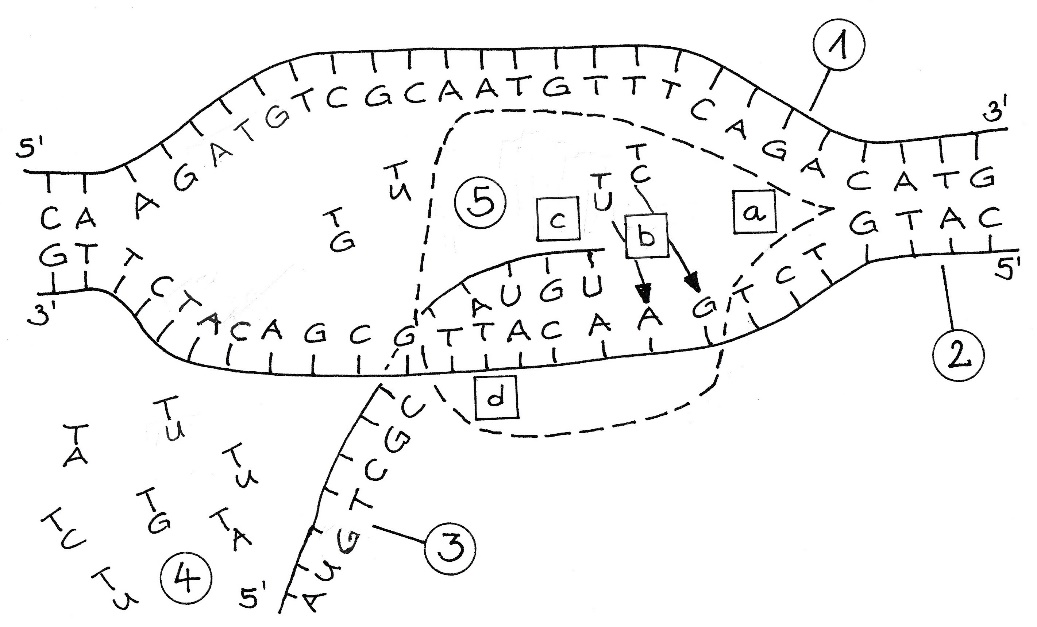 1
3'
5'
C A A G A T G T C G C A A T G T T T C A G A C A T G
U
G
5
c
U
C
b
a
A U G U
G T T C T A C A G C G T T A C A A A G T C T G T A C
3'
5'
2
d
A U G T C G C
5'
3
A
U
U
G
C
A
U
4